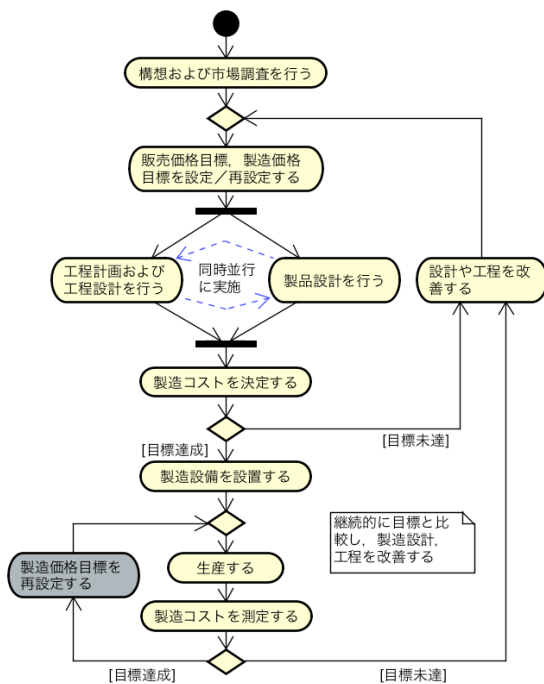 構想および市場調査を行う
販売価格目標，製造価格
目標を設定／再設定する
工程計画および
工程設計を行う
同時並行
に実施
製品設計を行う
設計や工程を改
善する
製造コストを決定する
[目標達成]
[目標未達]
製造設備を設置する
継続的に目標と比
較し，製造設計，
工程を改善する
製造価格目標を
再設定する
生産する
製造コストを測定する
[目標達成]
[目標未達]